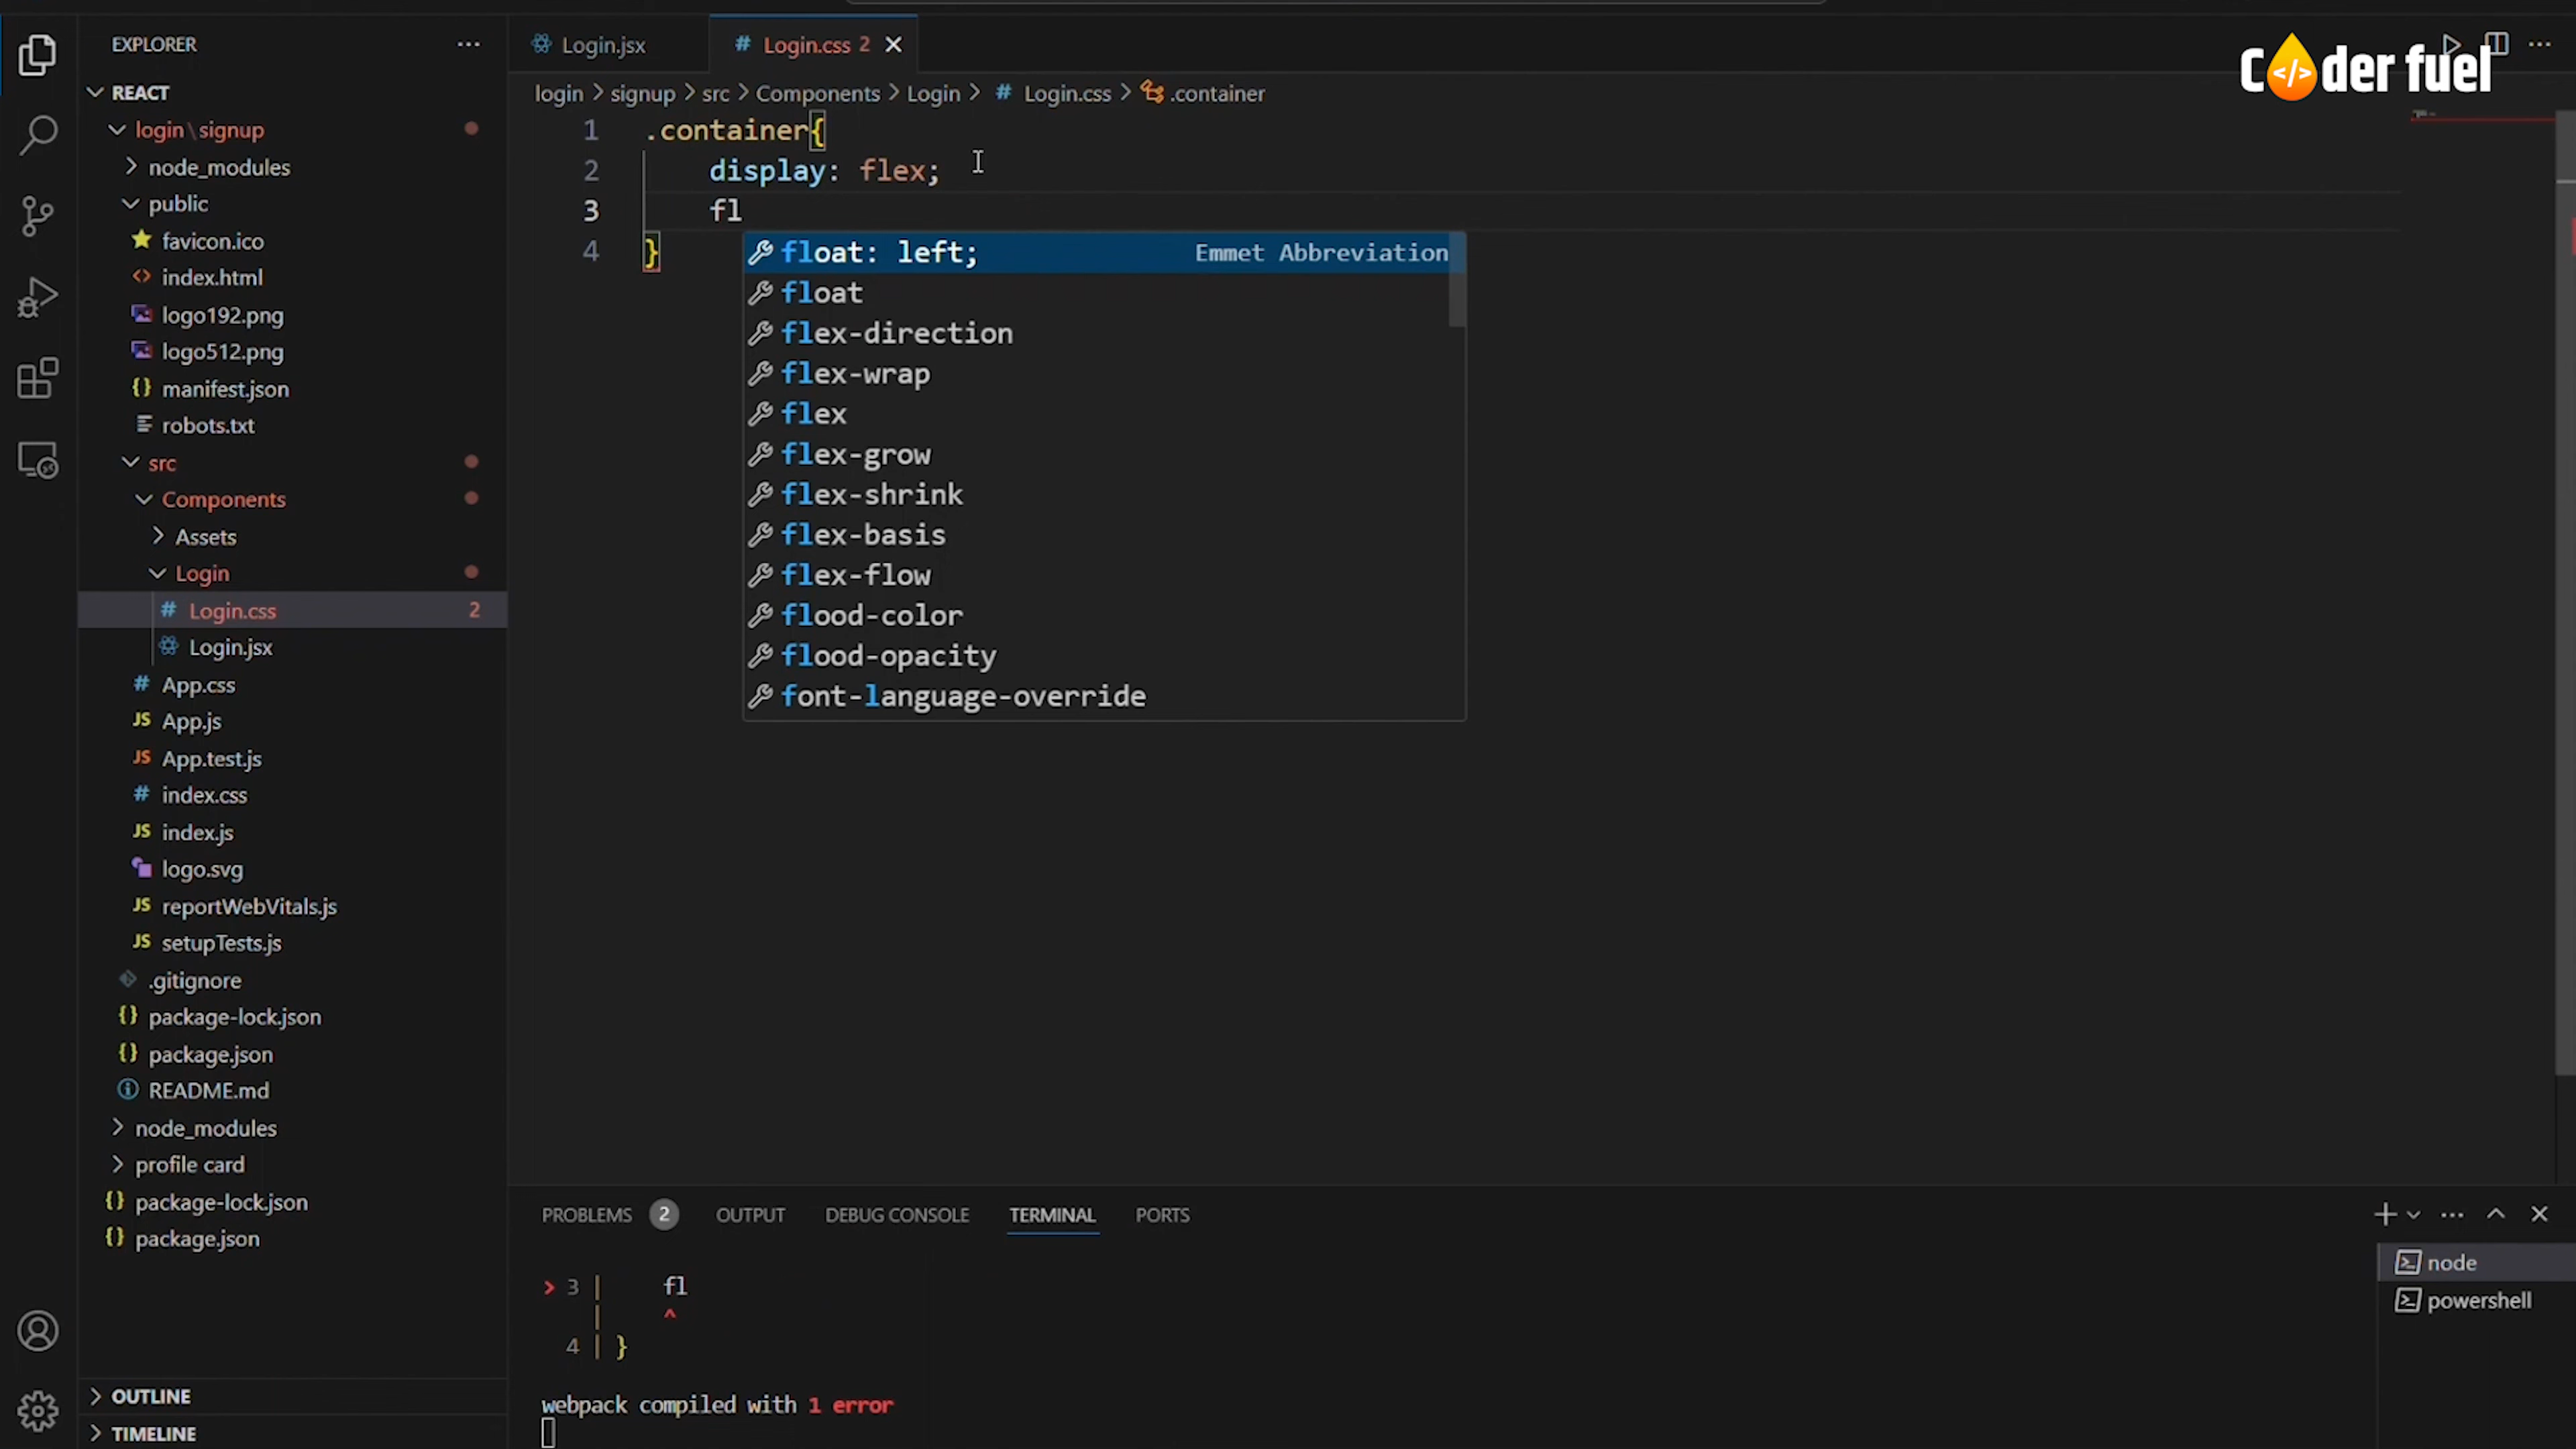 EXPLORER
REACT
login\signup
node_modules
public
favicon.ico
index.html
logo192.png
logo512.png
manifest.json
robots.txt
src
Components
Assets
Login
Login.css 2
Login.jsx
App.css
App.js
App.test.js
index.css
index.js
logo.svg
reportWebVitals.js
setupTests.js
.gitignore
package-lock.json
package.json
README.md
node_modules
profile card
package-lock.json
package.json
OUTLINE
TIMELINE
Login.jsx
Login.css 2
C</>der fuel
login > signup > src > Components > Login > # Login.css > .container
1 .container{
2 display: flex;
3 fl
4 }
float: left; Emmet Abbreviation
float
flex-direction
flex-wrap
flex
flex-grow
flex-shrink
flex-basis
flex-flow
flood-color
flood-opacity
font-language-override
PROBLEMS 2 OUTPUT DEBUG CONSOLE TERMINAL PORTS
> 3 | fl
| ^
4 | }
webpack compiled with 1 error
node
powershell